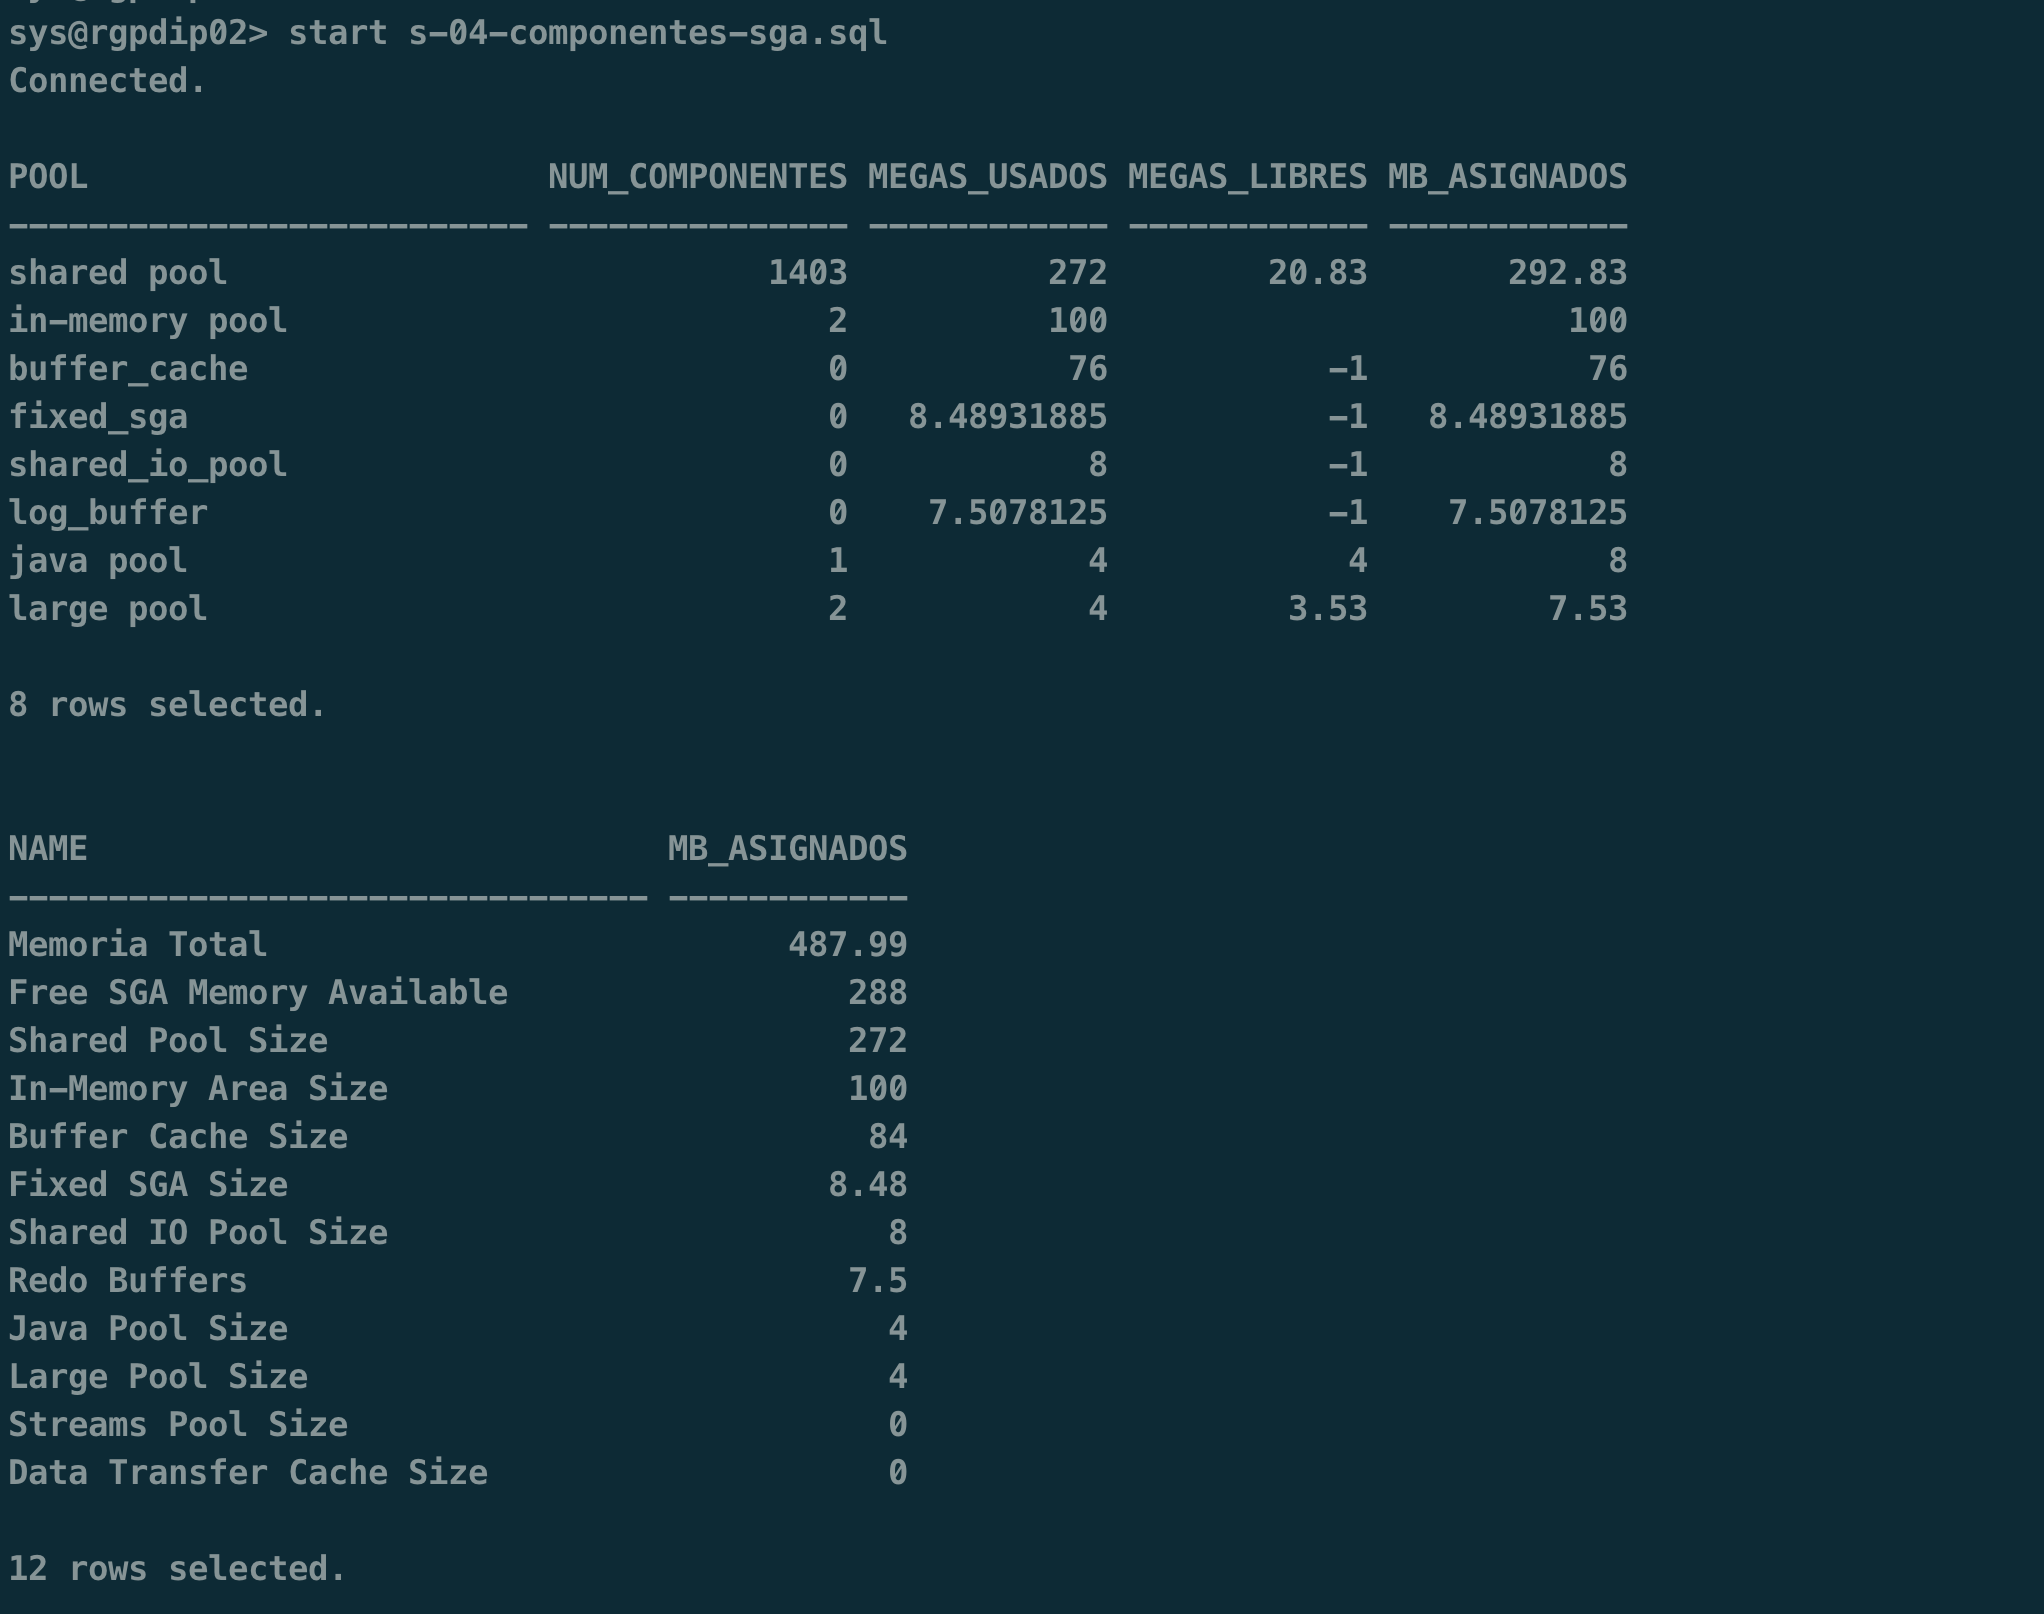 sys@rgpdip02> start s-04-componentes-sga.sql
Connected.
POOL NUM_COMPONENTES MEGAS_USADOS MEGAS_LIBRES MB_ASIGNADOS
-------------------------- --------------- ------------ ------------ ------------
shared pool 1403 272 20.83 292.83
in-memory pool 2 100 100
buffer_cache 0 76 -1 76
fixed_sga 0 8.48931885 -1 8.48931885
shared_io_pool 0 8 -1 8
log_buffer 0 7.5078125 -1 7.5078125
java pool 1 4 4 8
large pool 2 4 3.53 7.53
8 rows selected.
NAME MB_ASIGNADOS
-------------------------------- ------------
Memoria Total 487.99
Free SGA Memory Available 288
Shared Pool Size 272
In-Memory Area Size 100
Buffer Cache Size 84
Fixed SGA Size 8.48
Shared IO Pool Size 8
Redo Buffers 7.5
Java Pool Size 4
Large Pool Size 4
Streams Pool Size 0
Data Transfer Cache Size 0
12 rows selected.